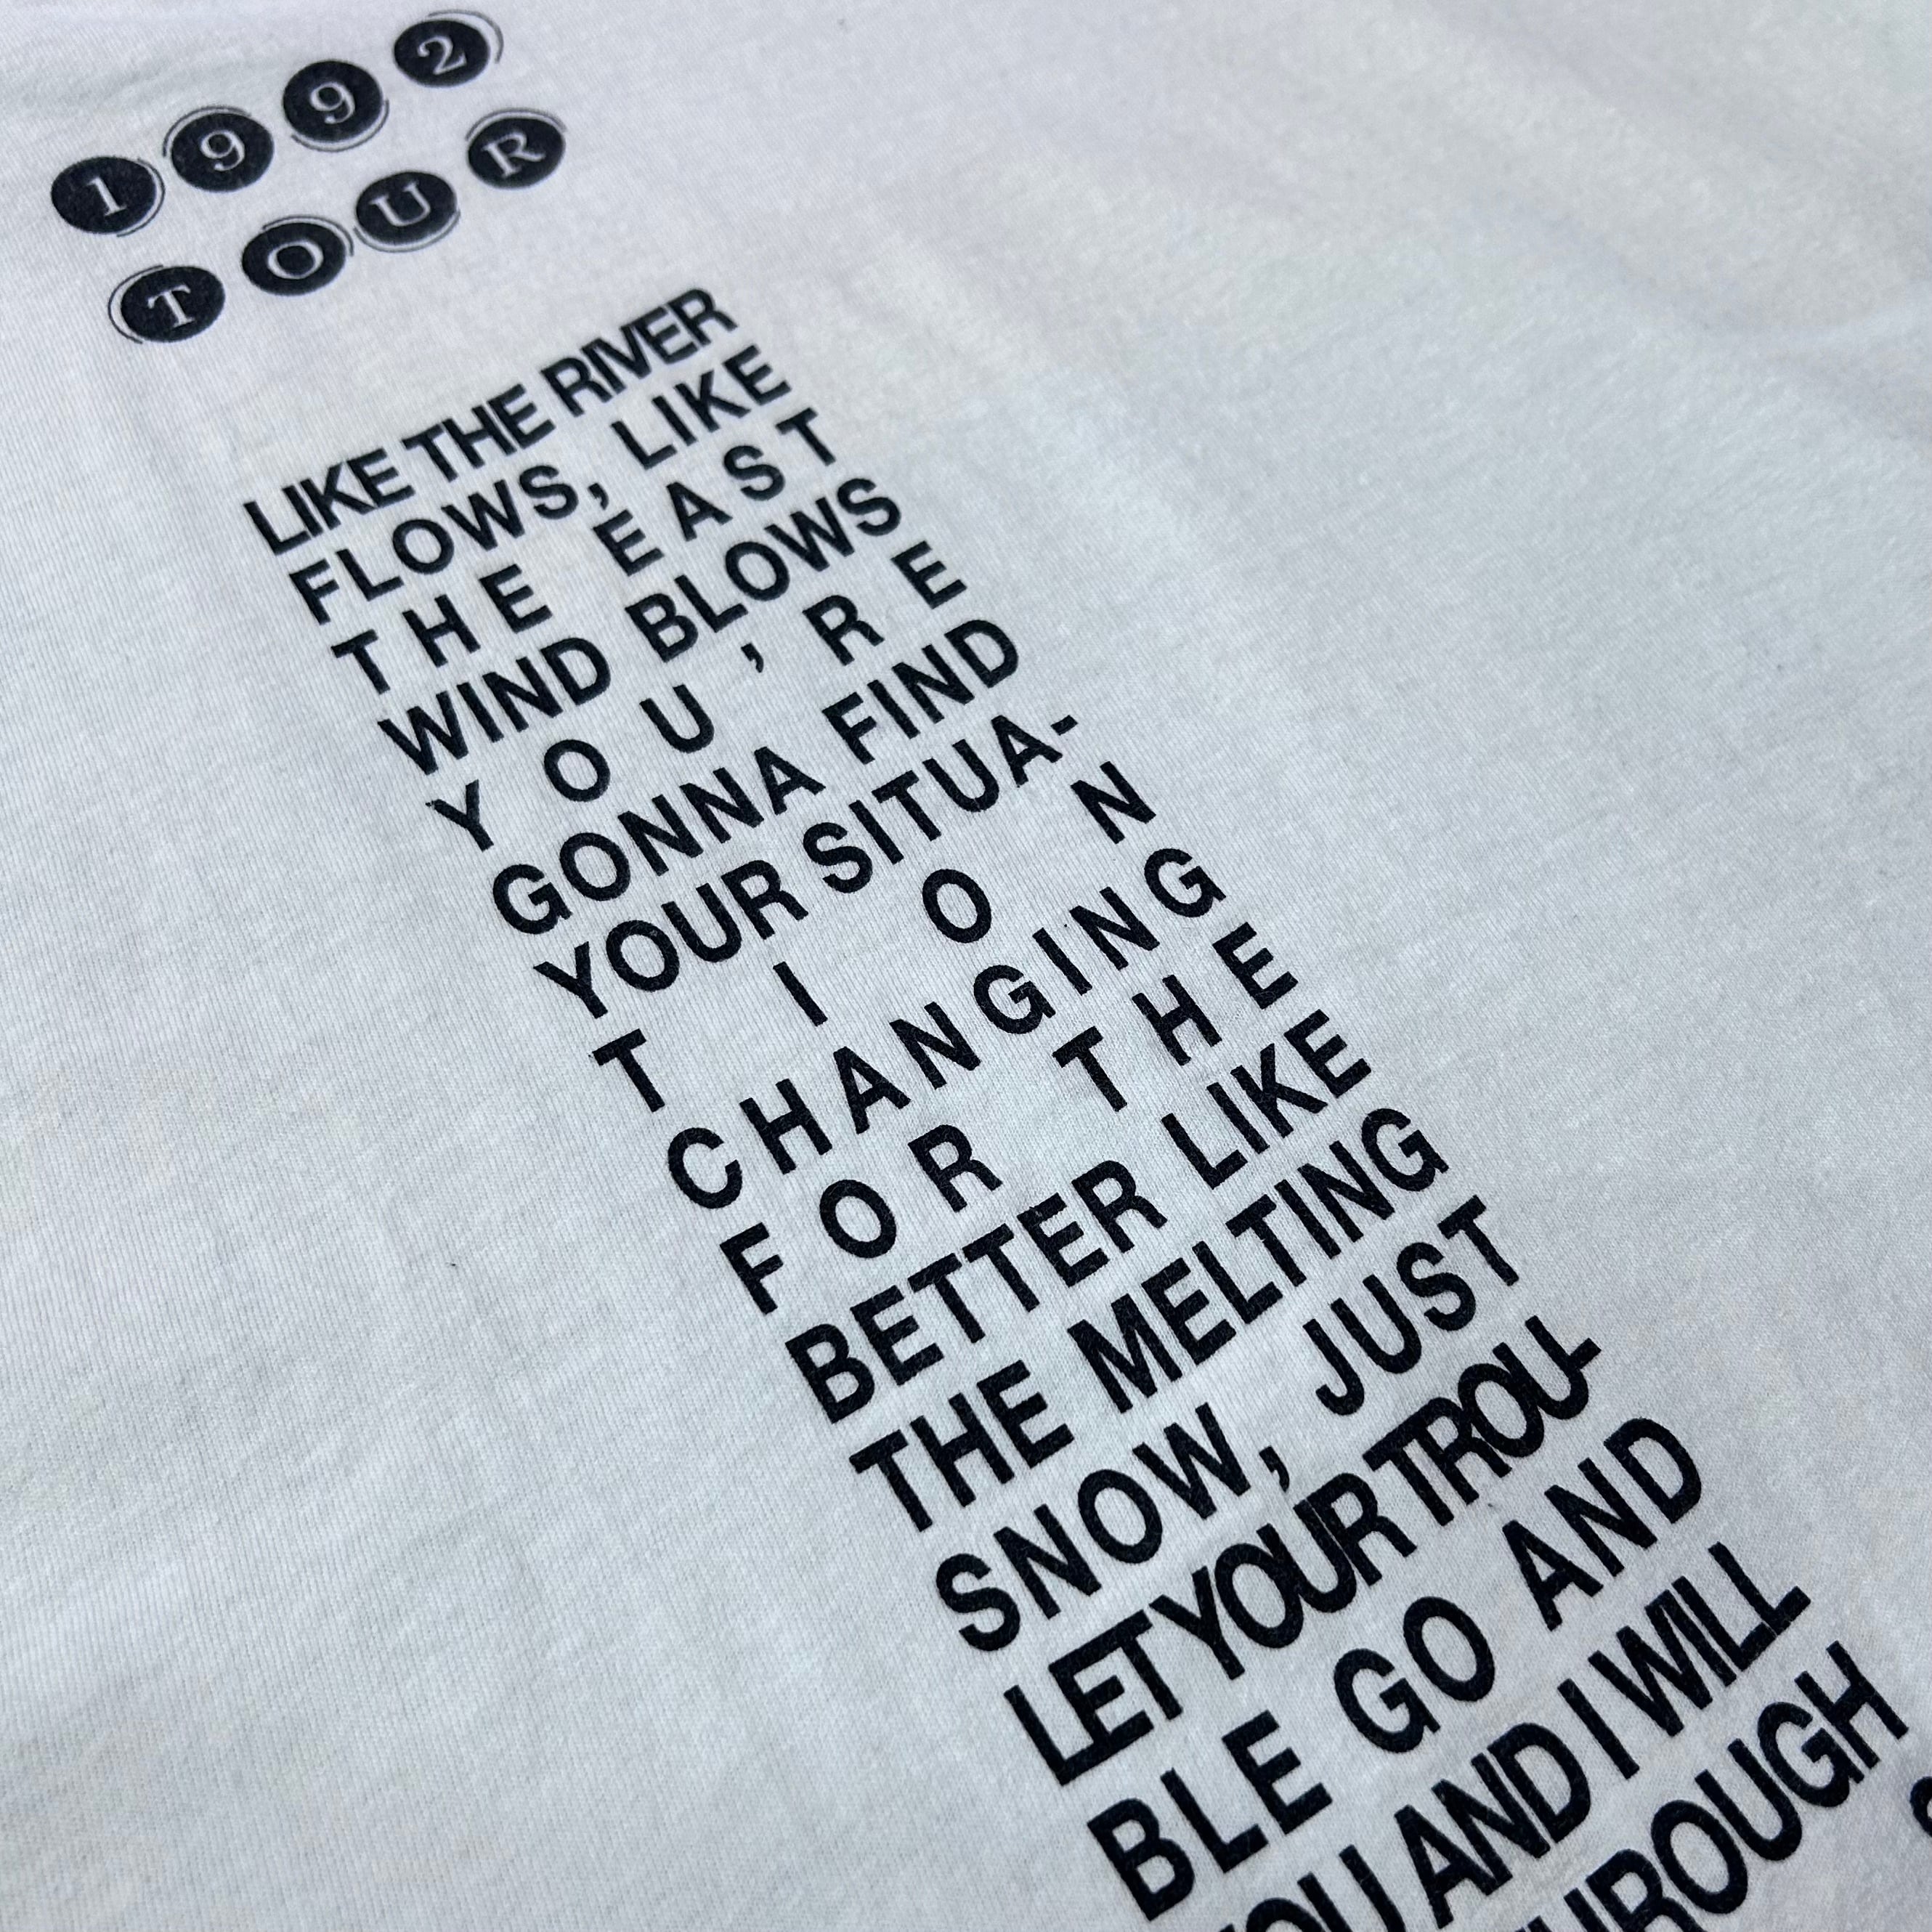 1992
TOUR
LIKE THE RIVER
FLOWS, LIKE
THE EAST
WIND BLOWS
YOU'RE
GONNA FIND
YOUR SITUA-
TION
CHANGING
FOR THE
BETTER LIKE
THE MELTING
SNOW, JUST
LET YOUR TROU-
BLE GO AND
YOU AND I WILL
THROUGH